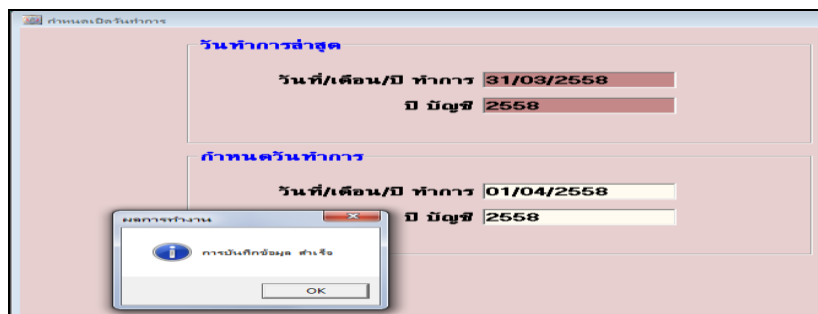 กำหนดเปิดวันทำการ
วันทำการล่าสุด
วันที่/เดือน/ปี ทำการ 31/03/2558
ปี บัญชี 2558
กำหนดวันทำการ
วันที่/เดือน/ปี ทำการ 01/04/2558
ปี บัญชี 2558
ผลการทำงาน
การบันทึกข้อมูล สำเร็จ
OK